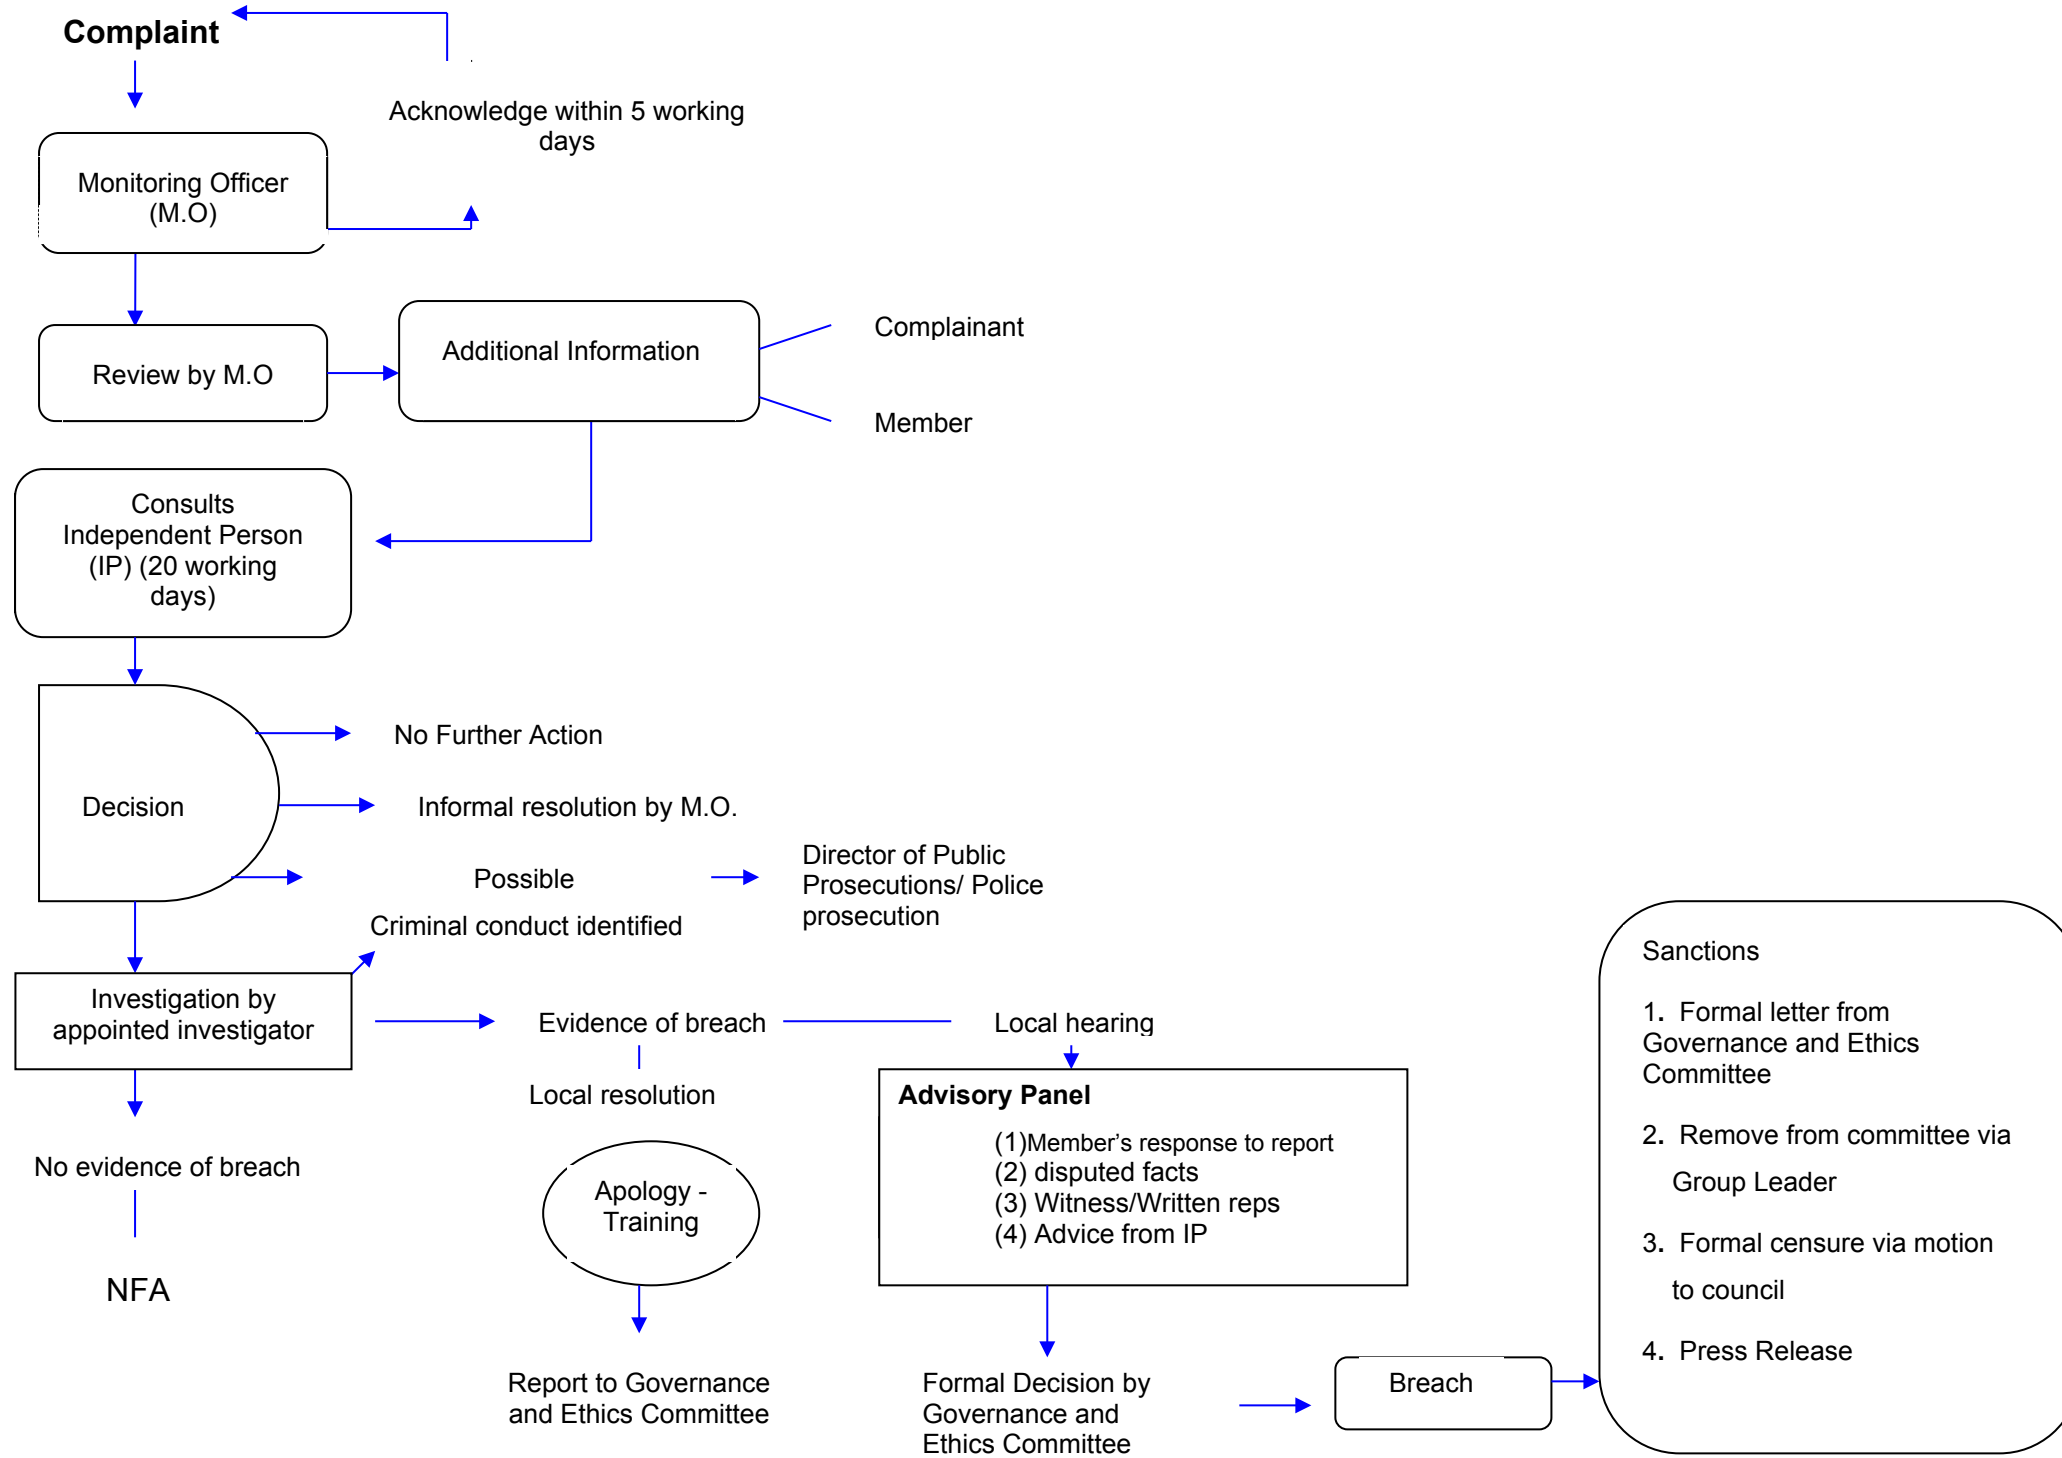 Complaint
Acknowledge within 5 working
days
Monitoring Officer
(M.O)
Review by M.O
Additional Information
Complainant
Member
Consults
Independent Person
(IP) (20 working
days)
Decision
No Further Action
Informal resolution by M.O.
Possible
Criminal conduct identified
Director of Public
Prosecutions/ Police
prosecution
Investigation by
appointed investigator
Evidence of breach
Local hearing
No evidence of breach
NFA
Local resolution
Apology -
Training
Report to Governance
and Ethics Committee
Advisory Panel
(1)Member’s response to report
(2) disputed facts
(3) Witness/Written reps
(4) Advice from IP
Formal Decision by
Governance and
Ethics Committee
Breach
Sanctions
1. Formal letter from
Governance and Ethics
Committee
2. Remove from committee via
Group Leader
3. Formal censure via motion
to council
4. Press Release